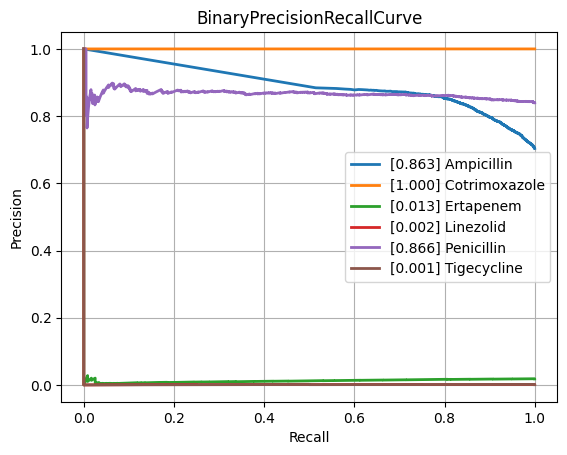 BinaryPrecisionRecallCurve
Precision
1.0
0.8
0.6
0.4
0.2
0.0
[0.863] Ampicillin
[1.000] Cotrimoxazole
[0.013] Ertapenem
[0.002] Linezolid
[0.866] Penicillin
[0.001] Tigecycline
0.0 0.2 0.4 0.6 0.8 1.0
Recall